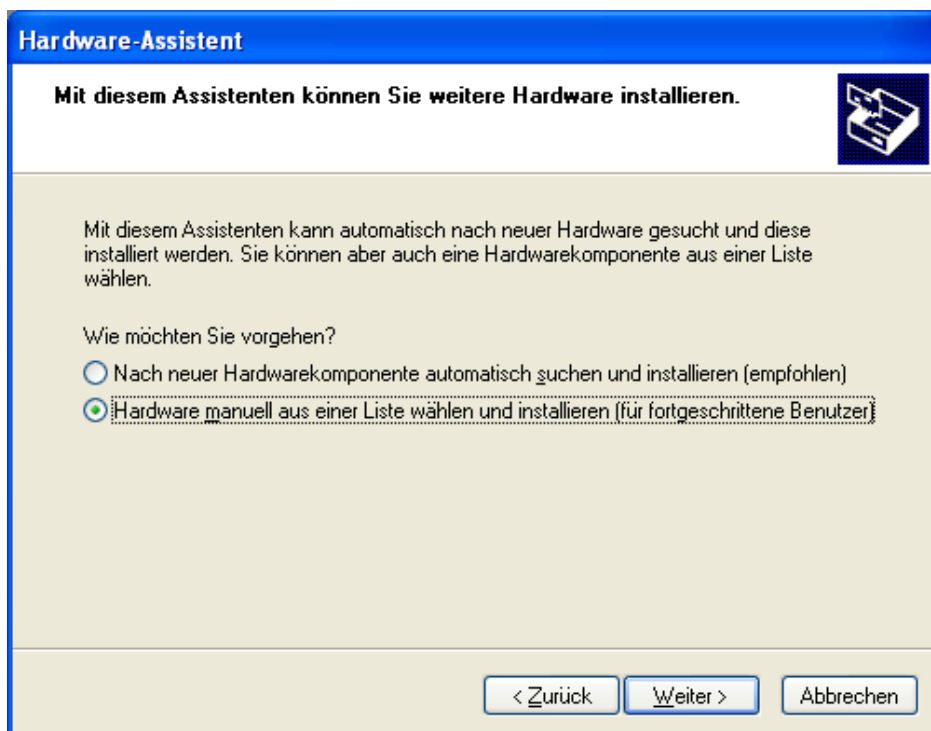 Hardware-Assistent
Mit diesem Assistenten können Sie weitere Hardware installieren.
Mit diesem Assistenten kann automatisch nach neuer Hardware gesucht und diese
installiert werden. Sie können aber auch eine Hardwarekomponente aus einer Liste
wählen.
Wie möchten Sie vorgehen?
Nach neuer Hardwarekomponente automatisch suchen und installieren (empfohlen)
Hardware manuell aus einer Liste wählen und installieren (für fortgeschrittene Benutzer)
< Zurück Weiter > Abbrechen